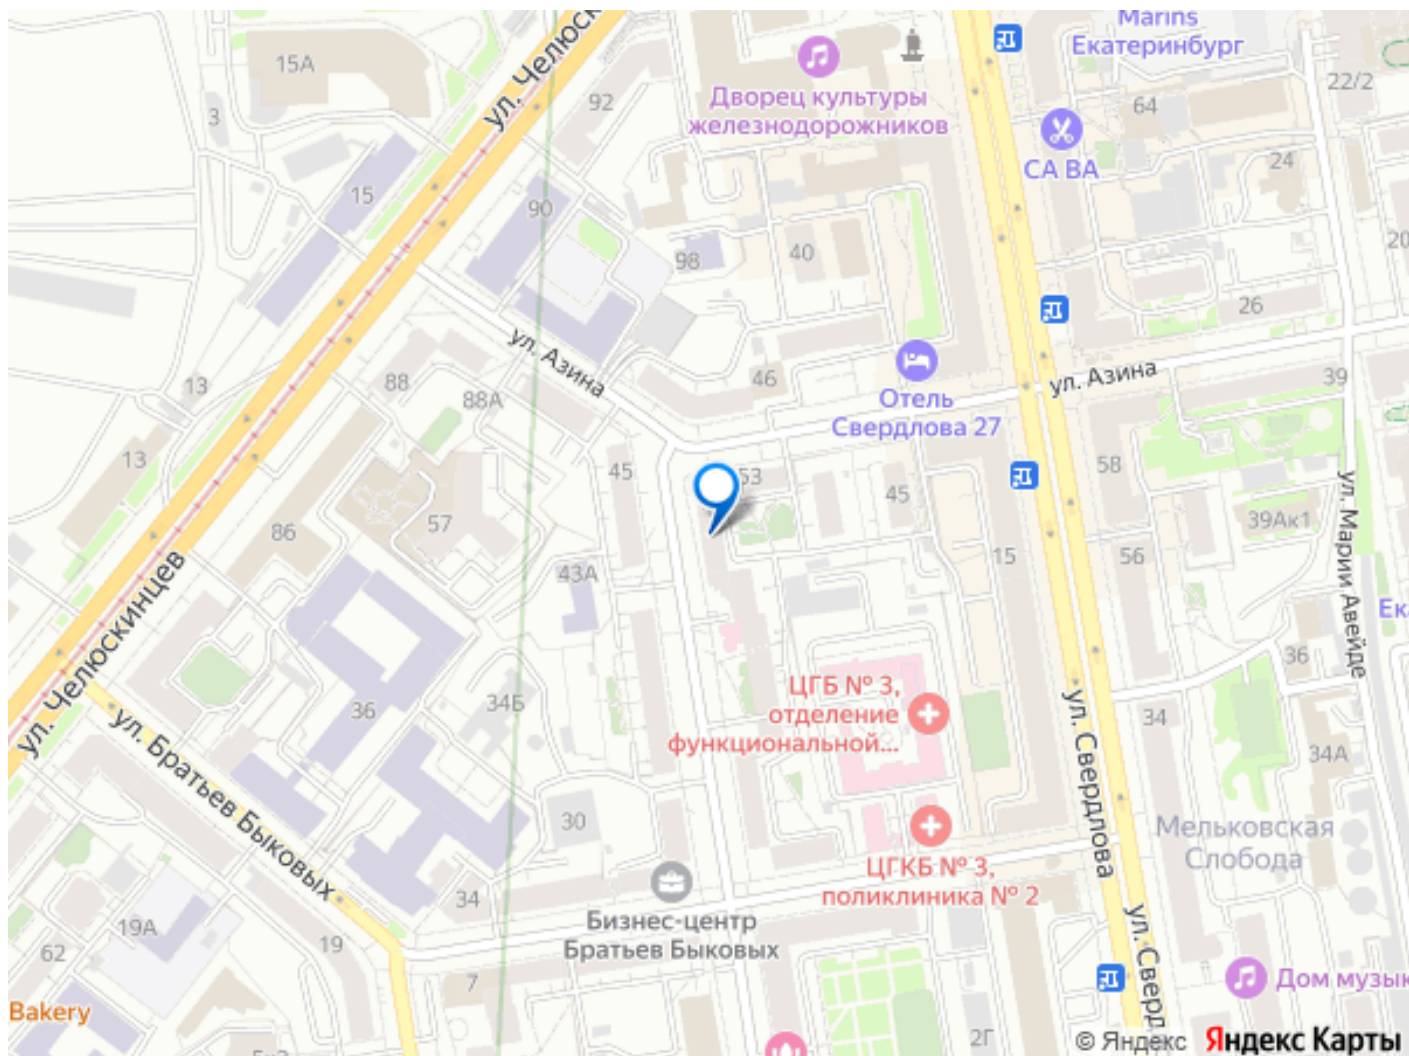 Marins
Екатеринбург
15А
ул. Челюск
92
Дворец культуры
железнодорожников
64
22/2
3
СА ВА
24
15
90
98
40
20
26
ул. Азина
13
88
88А
46
Отель
Свердлова 27
ул. Азина
39
13
45
53
45
58
57
86
39Ак1
ул. Марии Авейде
43А
15
56
Ек
ул. Челюскинцев
36
34Б
ЦГБ № 3,
отделение
функциональной...
36
34
34А
ул. Братьев Быковых
ул. Свердлова
30
Мельковская
Слобода
ЦГКБ № 3,
поликлиника № 2
34
Бизнес-центр
Братьев Быковых
19А
19
62
7
ул. Сверд
Дом музык
Bakery
2Г
© Яндекс Яндекс Карты